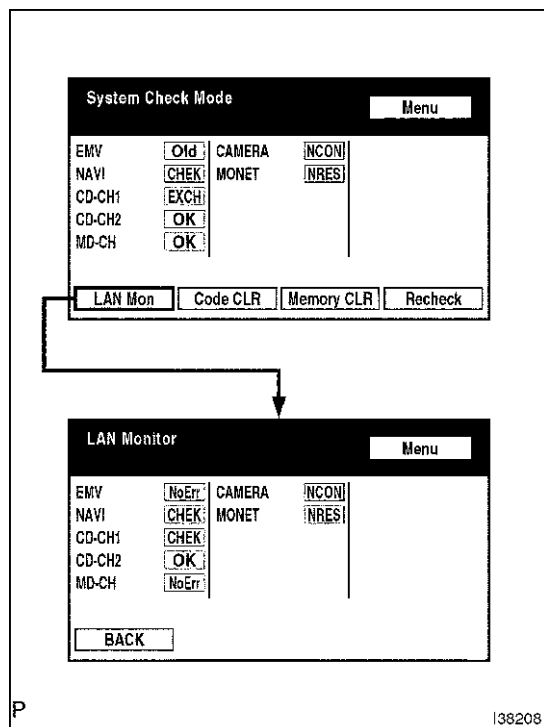 System Check Mode
Menu
EMV Old CAMERA NCON
NAVI CHEK MONET NRES
CD-CH1 EXCH
CD-CH2 OK
MD-CH OK
LAN Mon Code CLR Memory CLR Recheck
LAN Monitor
Menu
EMV NoErr CAMERA NCON
NAVI CHEK MONET NRES
CD-CH1 CHEK
CD-CH2 OK
MD-CH NoErr
BACK
P
I38208